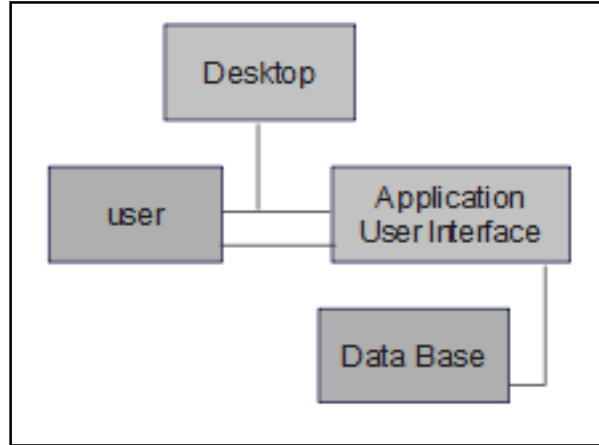 Desktop
user
Application
User Interface
Data Base